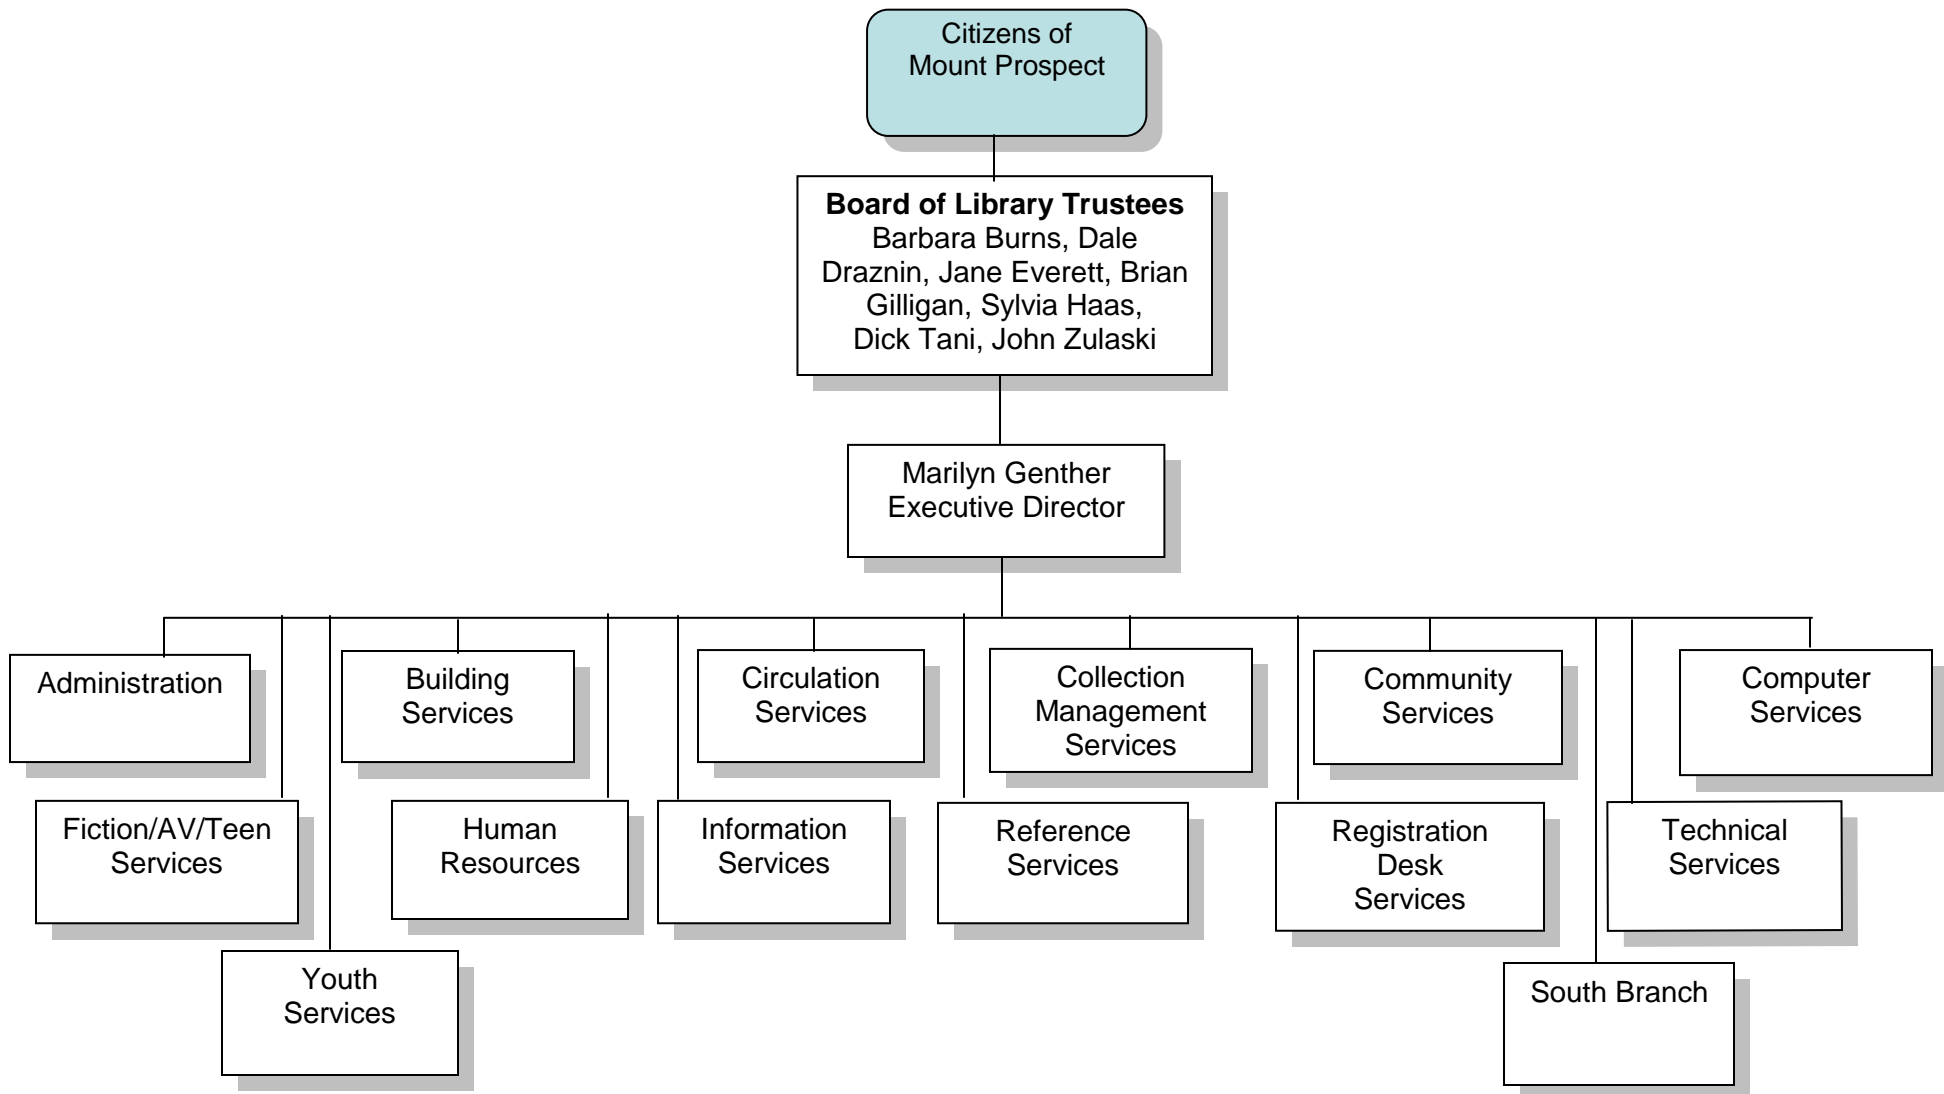 Citizens of
Mount Prospect
Board of Library Trustees
Barbara Burns, Dale
Draznin, Jane Everett, Brian
Gilligan, Sylvia Haas,
Dick Tani, John Zulaski
Marilyn Genther
Executive Director
Administration
Building
Services
Circulation
Services
Collection
Management
Services
Community
Services
Computer
Services
Fiction/AV/Teen
Services
Human
Resources
Information
Services
Reference
Services
Registration
Desk
Services
Technical
Services
Youth
Services
South Branch